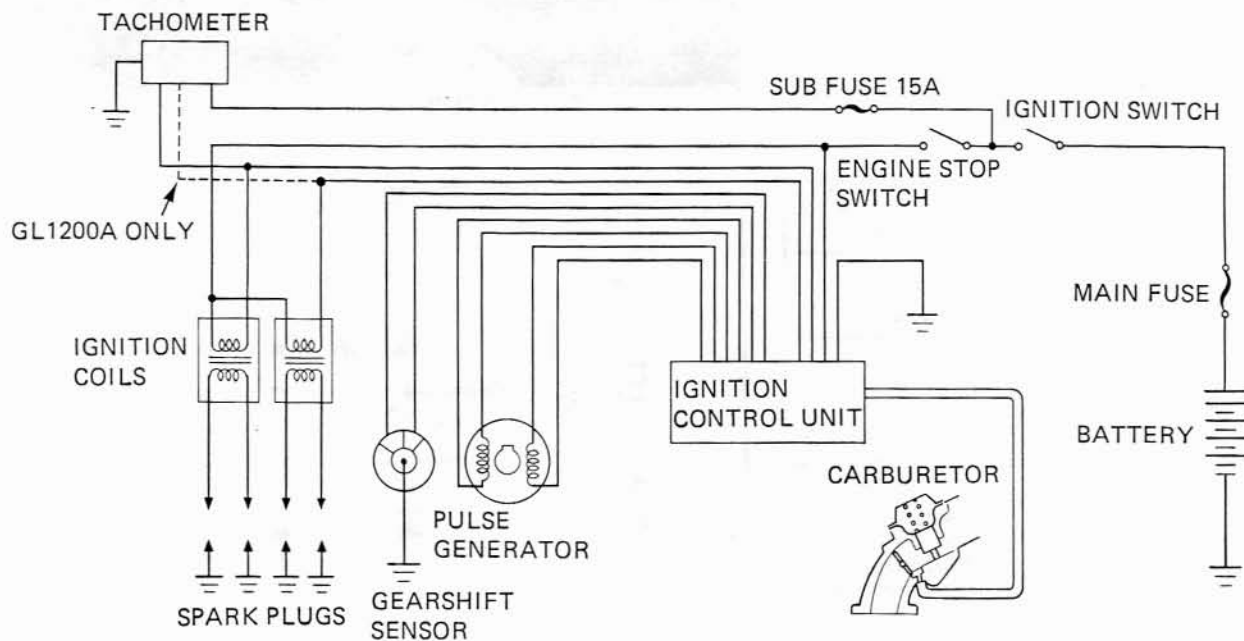 TACHOMETER
SUB FUSE 15A
IGNITION SWITCH
ENGINE STOP
SWITCH
GL1200A ONLY
MAIN FUSE
IGNITION
COILS
IGNITION
CONTROL UNIT
BATTERY
CARBURETOR
PULSE
GENERATOR
SPARK PLUGS
GEARSHIFT
SENSOR